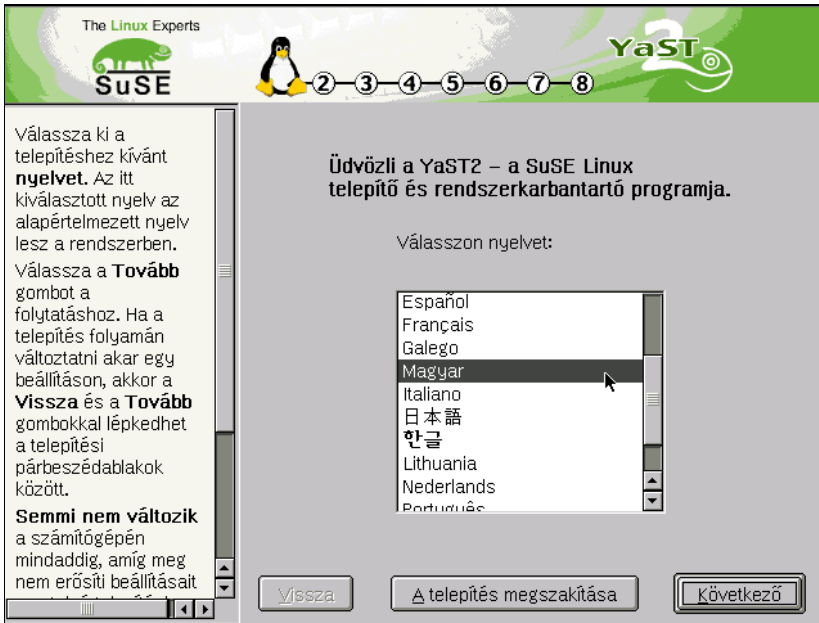 The Linux Experts
SuSE
2 3 4 5 6 7 8
YaST
2
Válassza ki a
telepítéshez kívánt
nyelvet. Az itt
kiválasztott nyelv az
alapértelmezett nyelv
lesz a rendszerben.
Válassza a Tovább
gombot a
folytatáshoz. Ha a
telepítés folyamán
változtatni akar egy
beállításon, akkor a
Vissza és a Tovább
gombokkal lépkedhet
a telepítési
párbeszédablakok
között.
Semmi nem változik
a számítógépén
mindaddig, amíg meg
nem erősíti beállításait
Üdvözli a YaST2 – a SuSE Linux
telepítő és rendszerkarbantartó programja.
Válasszon nyelvet:
Español
Français
Galego
Magyar
Italiano
日本語
한글
Lithuania
Nederlands
Português
Vissza
A telepítés megszakítása
Következő